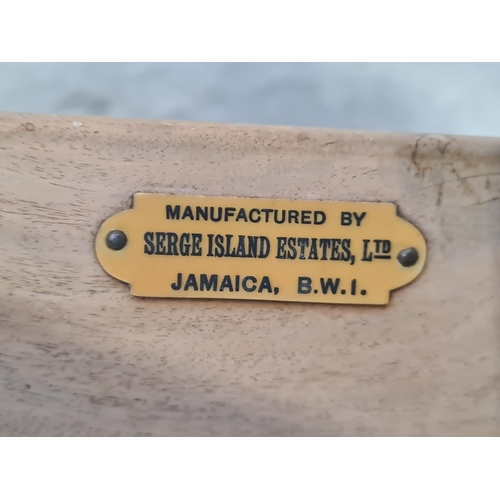 MANUFACTURED BY
SERGE ISLAND ESTATES, LTD
JAMAICA, B.W.I.